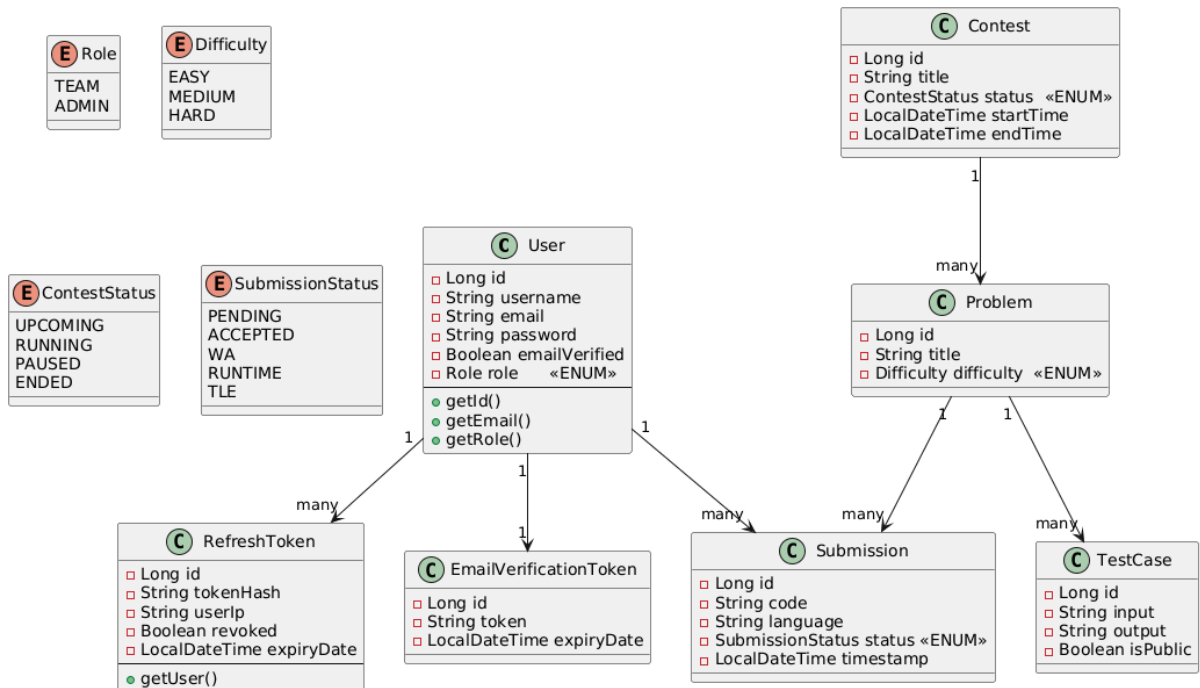 E Role
TEAM
ADMIN
E Difficulty
EASY
MEDIUM
HARD
C Contest
Long id
String title
ContestStatus status «ENUM»
LocalDateTime startTime
LocalDateTime endTime
1
many
E ContestStatus
UPCOMING
RUNNING
PAUSED
ENDED
E SubmissionStatus
PENDING
ACCEPTED
WA
RUNTIME
TLE
C User
Long id
String username
String email
String password
Boolean emailVerified
Role role «ENUM»
getId()
getEmail()
getRole()
C Problem
Long id
String title
Difficulty difficulty «ENUM»
1
1
1
1
1
many
1
many
many
many
C RefreshToken
Long id
String tokenHash
String userIp
Boolean revoked
LocalDateTime expiryDate
getUser()
C EmailVerificationToken
Long id
String token
LocalDateTime expiryDate
C Submission
Long id
String code
String language
SubmissionStatus status «ENUM»
LocalDateTime timestamp
C TestCase
Long id
String input
String output
Boolean isPublic